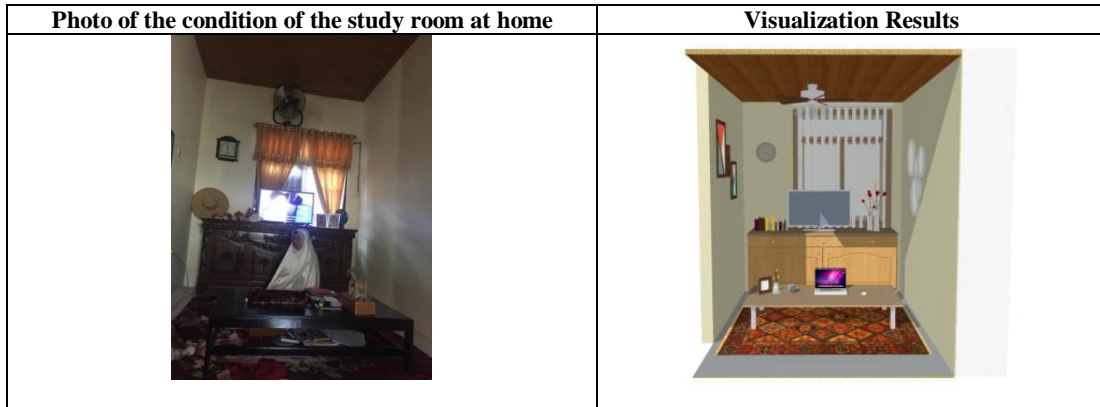 Photo of the condition of the study room at home
Visualization Results